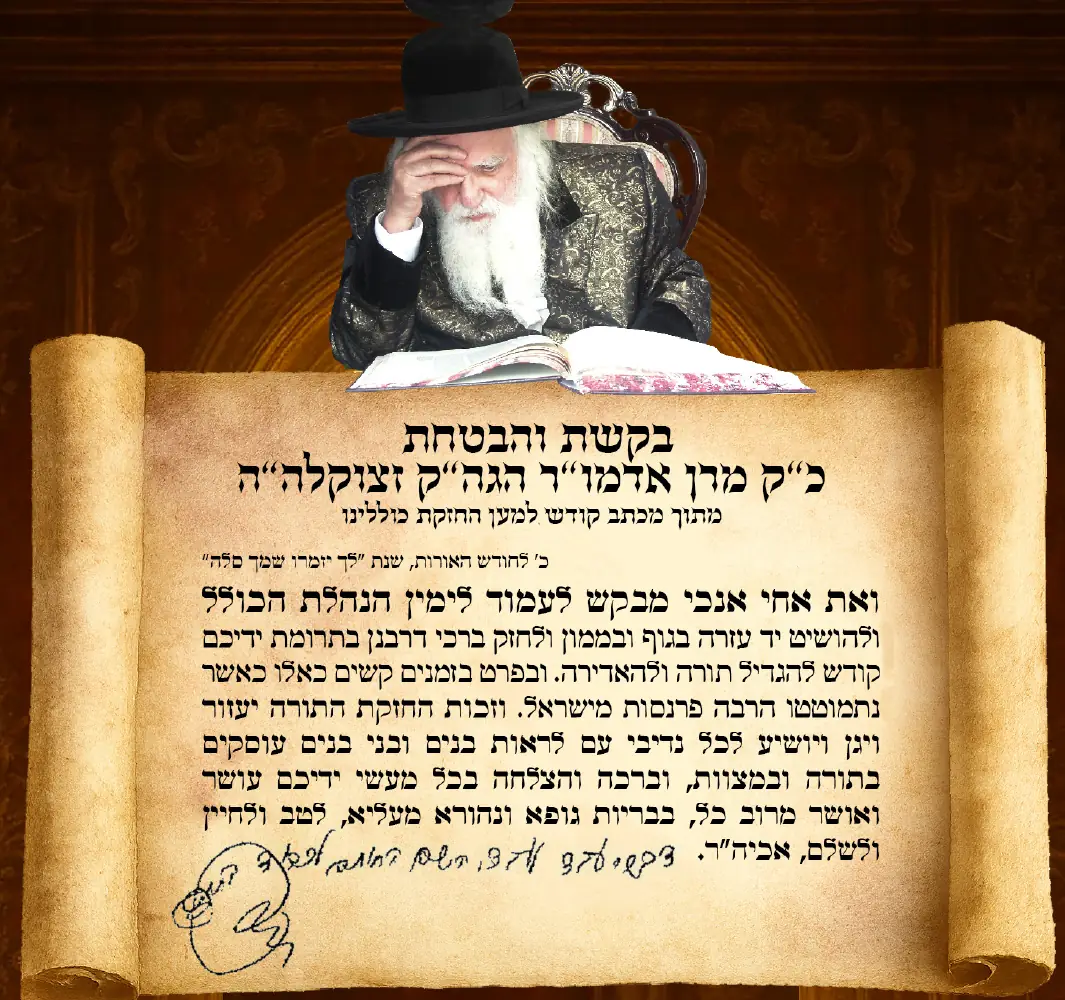 בקשת והבטחת
כ״ק מרן אדמו״ר הגה״ק זצוקלה״ה
מתוך מכתב קודש למען החזקת כוללינו
כ' לחודש האורות, שנת "לך יזמרו שמך סלה"
ואת אחי אנכי מבקש לעמוד לימין הנהלת הכולל
ולהושיט יד עזרה בגוף ובממון ולחזק ברכי דרבנן בתרומת ידיכם
קודש להגדיל תורה ולהאדירה. ובפרט בזמנים קשים כאלו כאשר
נתמוטטו הרבה פרנסות מישראל. וזכות החזקת התורה יעזור
ויגן ויושיע לכל נדיבי עם לראות בנים ובני בנים עוסקים
בתורה ובמצוות, וברכה והצלחה בכל מעשי ידיכם עושר
ואושר מרוב כל, בבריות גופא ונהורא מעליא, לטב ולחיין
ולשלם, אכיה"ר.